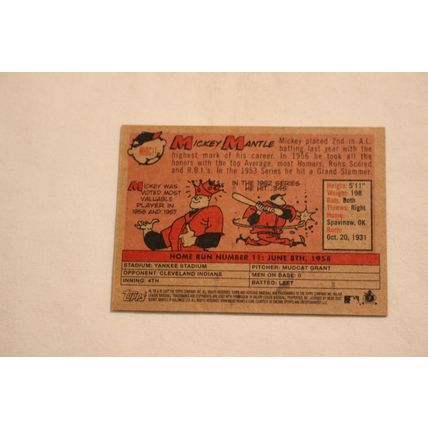 MICKEY MANTLE
Mickey placed 2nd in A.L.
batting last year with the
highest mark of his career. In 1956 he took all the
honors with the top Average, most Homers, Runs Scored
and R.B.I.'s. In the 1953 Series he hit a Grand Slammer.
MICKEY WAS
VOTED MOST
VALUABLE
PLAYER IN
1956 AND 1957
IN THE 1952 SERIES
HE HIT .345
Height: 5'11"
Weight: 198
Bats: Both
Throws: Right
Home:
Spavinaw, OK.
Born:
Oct. 20, 1931
HOME RUN NUMBER 11: JUNE 8TH, 1958
STADIUM: YANKEE STADIUM
PITCHER: MUDCAT GRANT
OPPONENT: CLEVELAND INDIANS
MEN ON BASE: 0
INNING: 4TH
BATTED: LEFT
Topps